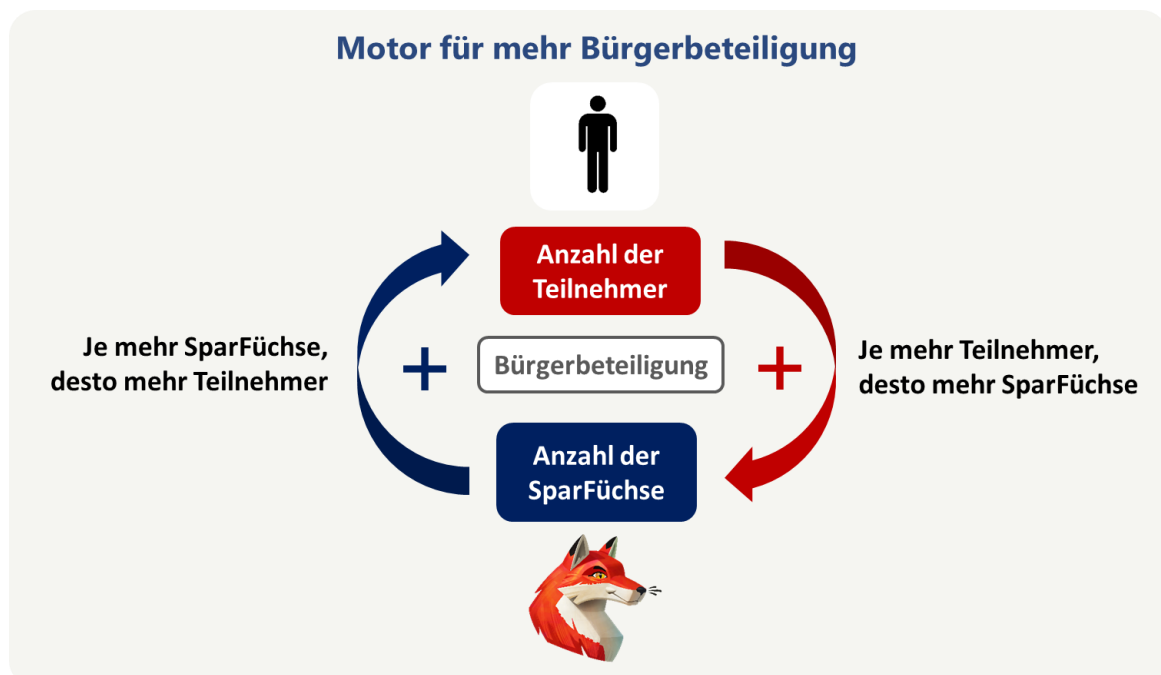 Motor für mehr Bürgerbeteiligung
Anzahl der
Teilnehmer
Je mehr SparFüchse,
desto mehr Teilnehmer
+
Bürgerbeteiligung
+
Je mehr Teilnehmer,
desto mehr SparFüchse
Anzahl der
SparFüchse